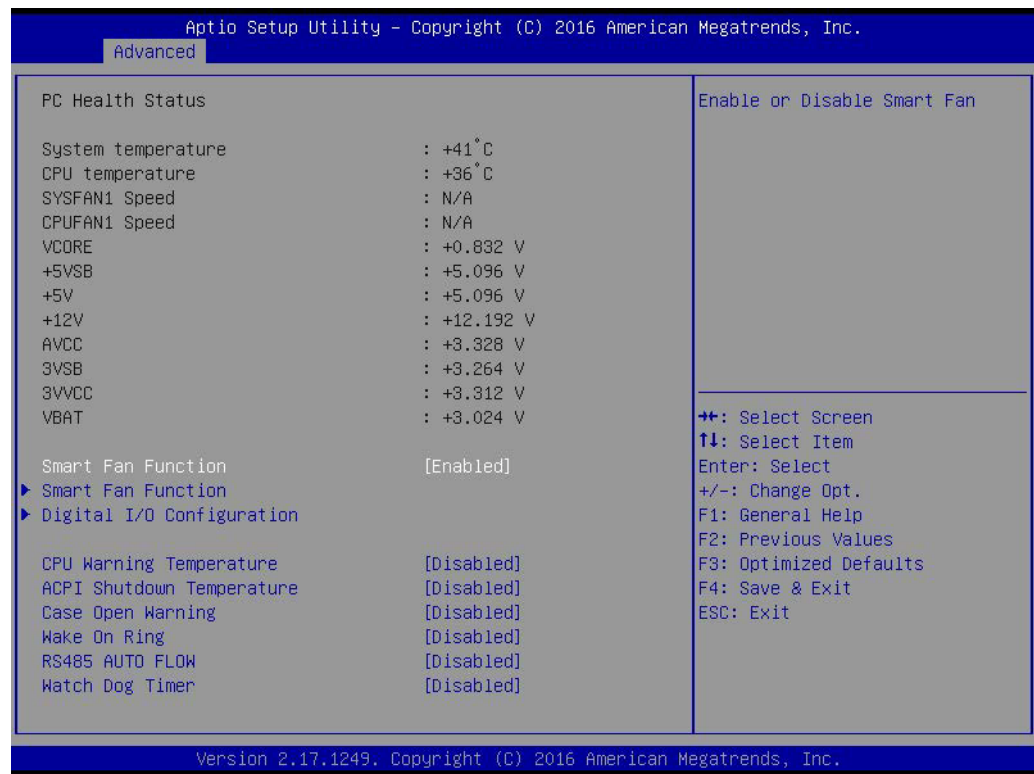 Aptio Setup Utility – Copyright (C) 2016 American Megatrends, Inc.
Advanced
PC Health Status
System temperature : +41°C
CPU temperature : +36°C
SYSFAN1 Speed : N/A
CPUFAN1 Speed : N/A
VCORE : +0.832 V
+5VSB : +5.096 V
+5V : +5.096 V
+12V : +12.192 V
AVCC : +3.328 V
3VSB : +3.264 V
3VVCC : +3.312 V
VBAT : +3.024 V
Smart Fan Function [Enabled]
Smart Fan Function
Digital I/O Configuration
CPU Warning Temperature [Disabled]
ACPI Shutdown Temperature [Disabled]
Case Open Warning [Disabled]
Wake On Ring [Disabled]
RS485 AUTO FLOW [Disabled]
Watch Dog Timer [Disabled]
Enable or Disable Smart Fan
→←: Select Screen
↑↓: Select Item
Enter: Select
+/-: Change Opt.
F1: General Help
F2: Previous Values
F3: Optimized Defaults
F4: Save & Exit
ESC: Exit
Version 2.17.1249. Copyright (C) 2016 American Megatrends, Inc.